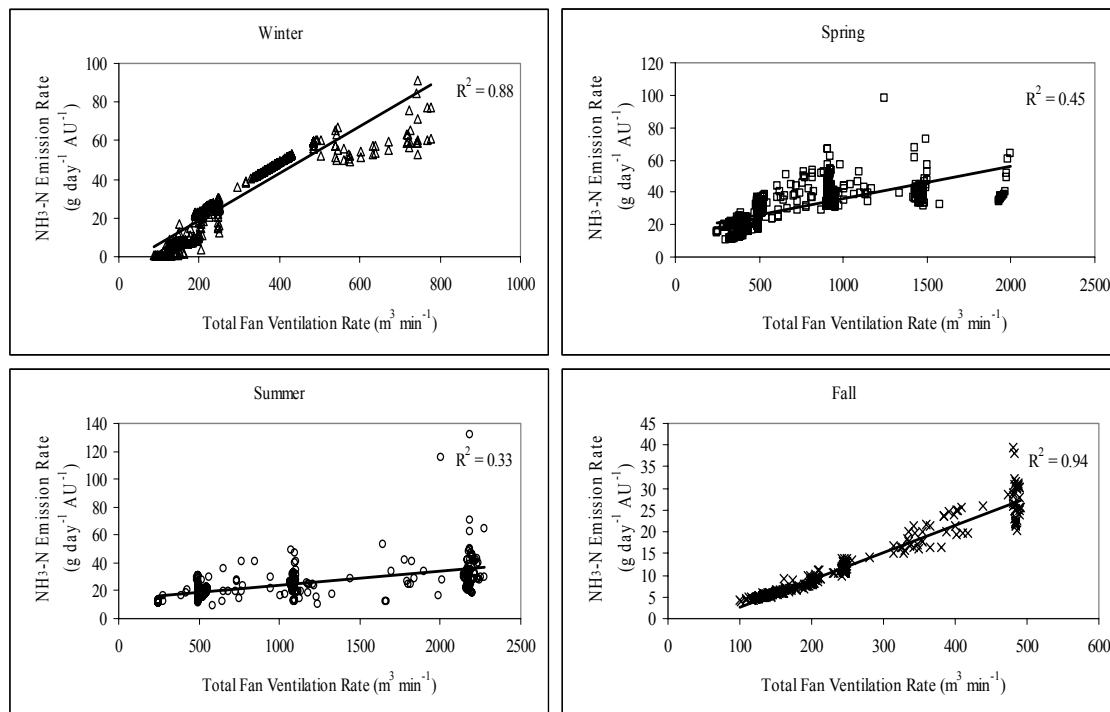 Winter
NH3-N Emission Rate
(g day-1 AU-1)
100
80
60
40
20
0
R2 = 0.88
0 200 400 600 800 1000
Total Fan Ventilation Rate (m3 min-1)
Spring
NH3-N Emission Rate
(g day-1 AU-1)
120
100
80
60
40
20
0
R2 = 0.45
0 500 1000 1500 2000 2500
Total Fan Ventilation Rate (m3 min-1)
Summer
NH3-N Emission Rate
(g day-1 AU-1)
140
120
100
80
60
40
20
0
R2 = 0.33
0 500 1000 1500 2000 2500
Total Fan Ventilation Rate (m3 min-1)
Fall
NH3-N Emission Rate
(g day-1 AU-1)
45
40
35
30
25
20
15
10
5
0
R2 = 0.94
0 100 200 300 400 500 600
Total Fan Ventilation Rate (m3 min-1)